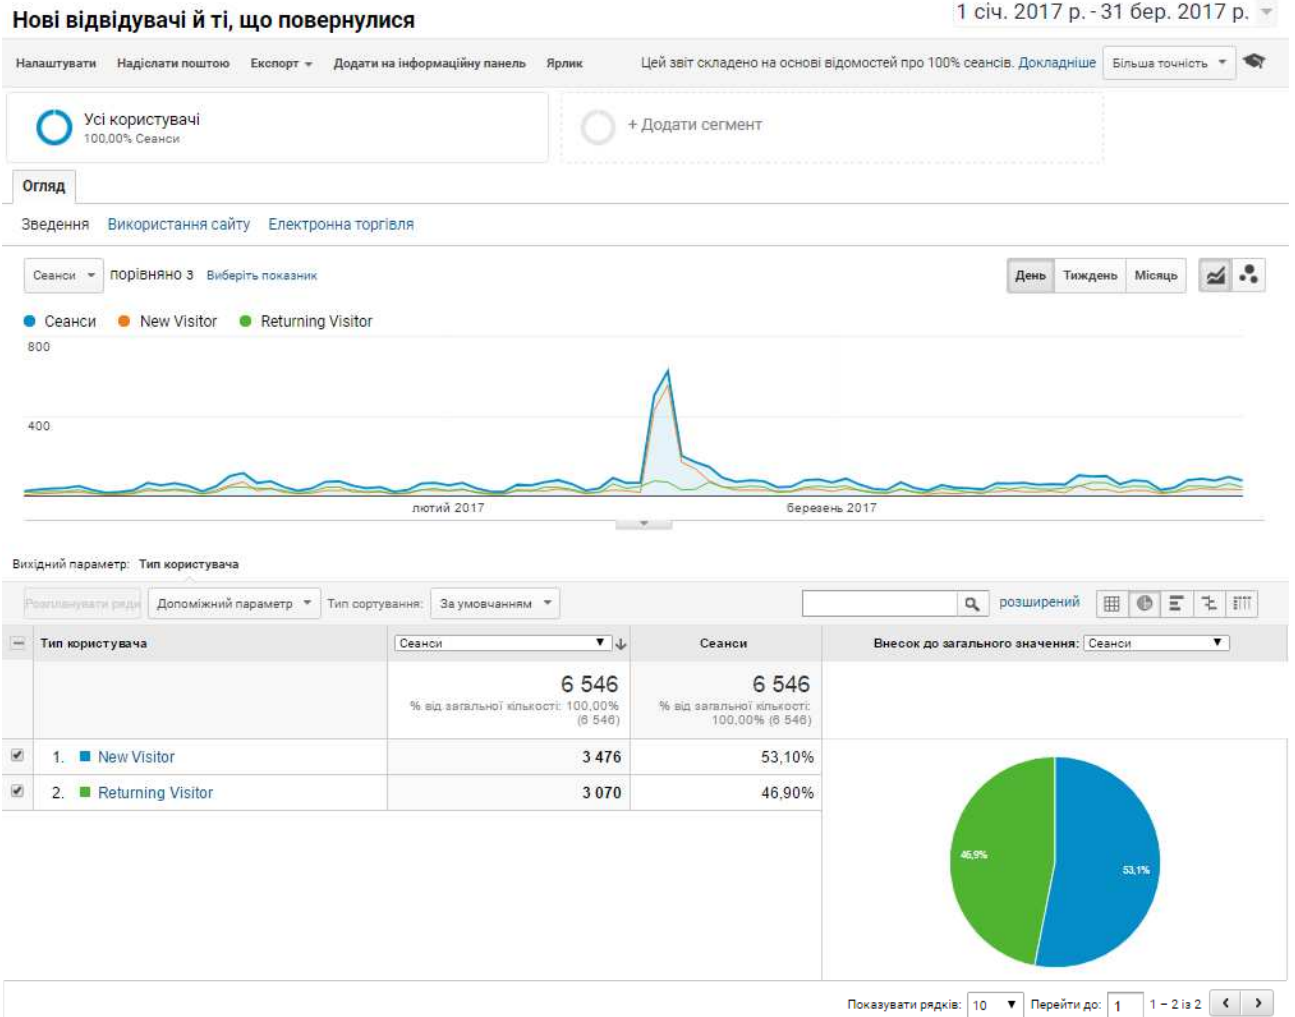 Нові відвідувачі й ті, що повернулися
1 січ. 2017 р. - 31 бер. 2017 р.
Налаштувати Надіслати поштою Експорт Додати на інформаційну панель Ярлик Цей звіт складено на основі відомостей про 100% сеансів. Докладніше Більша точність
Усі користувачі
100,00% Сеанси
+ Додати сегмент
Огляд
Зведення Використання сайту Електронна торгівля
Сеанси порівняно з Виберіть показник День Тиждень Місяць
Сеанси New Visitor Returning Visitor
800
400
лютий 2017 березень 2017
Вихідний параметр: Тип користувача
Розпланувати ряди Допоміжний параметр Тип сортування: За умовчанням розширений
Тип користувача Сеанси Сеанси Внесок до загального значення: Сеанси
6 546 6 546
% від загальної кількості: 100,00% (6 546) % від загальної кількості: 100,00% (6 546)
1. New Visitor 3 476 53,10%
2. Returning Visitor 3 070 46,90%
46,9%
53,1%
Показувати рядків: 10 Перейти до: 1 1 – 2 із 2